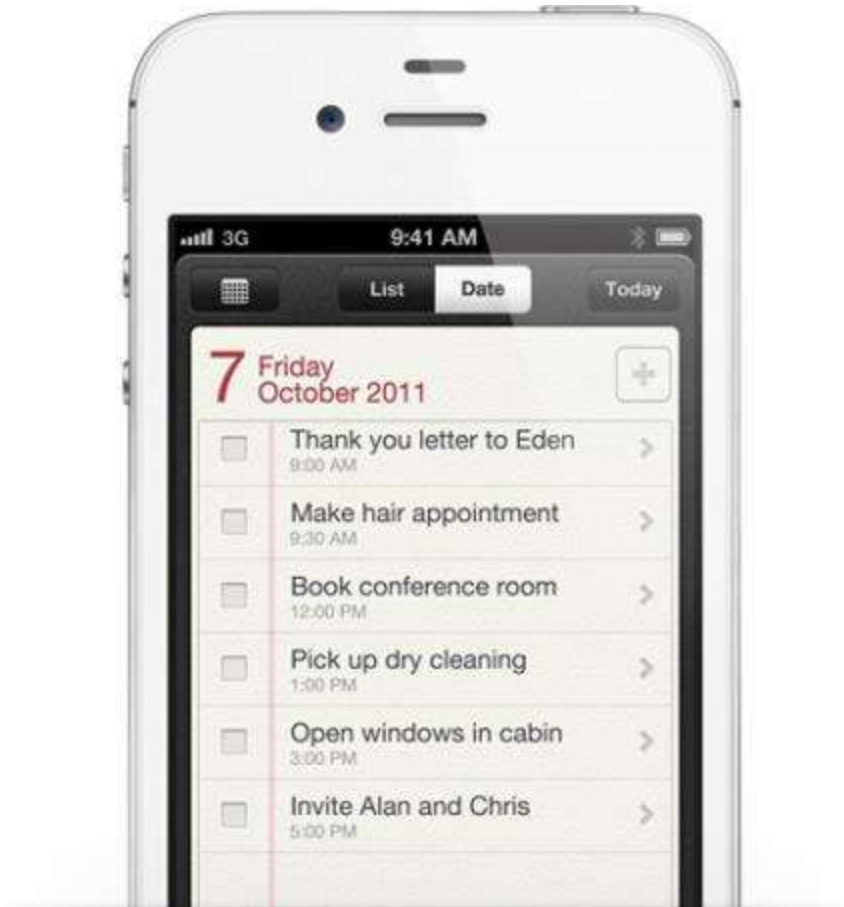 3G 9:41 AM
List Date Today
7 Friday
October 2011
Thank you letter to Eden
9:00 AM
Make hair appointment
9:30 AM
Book conference room
12:00 PM
Pick up dry cleaning
1:00 PM
Open windows in cabin
3:00 PM
Invite Alan and Chris
5:00 PM